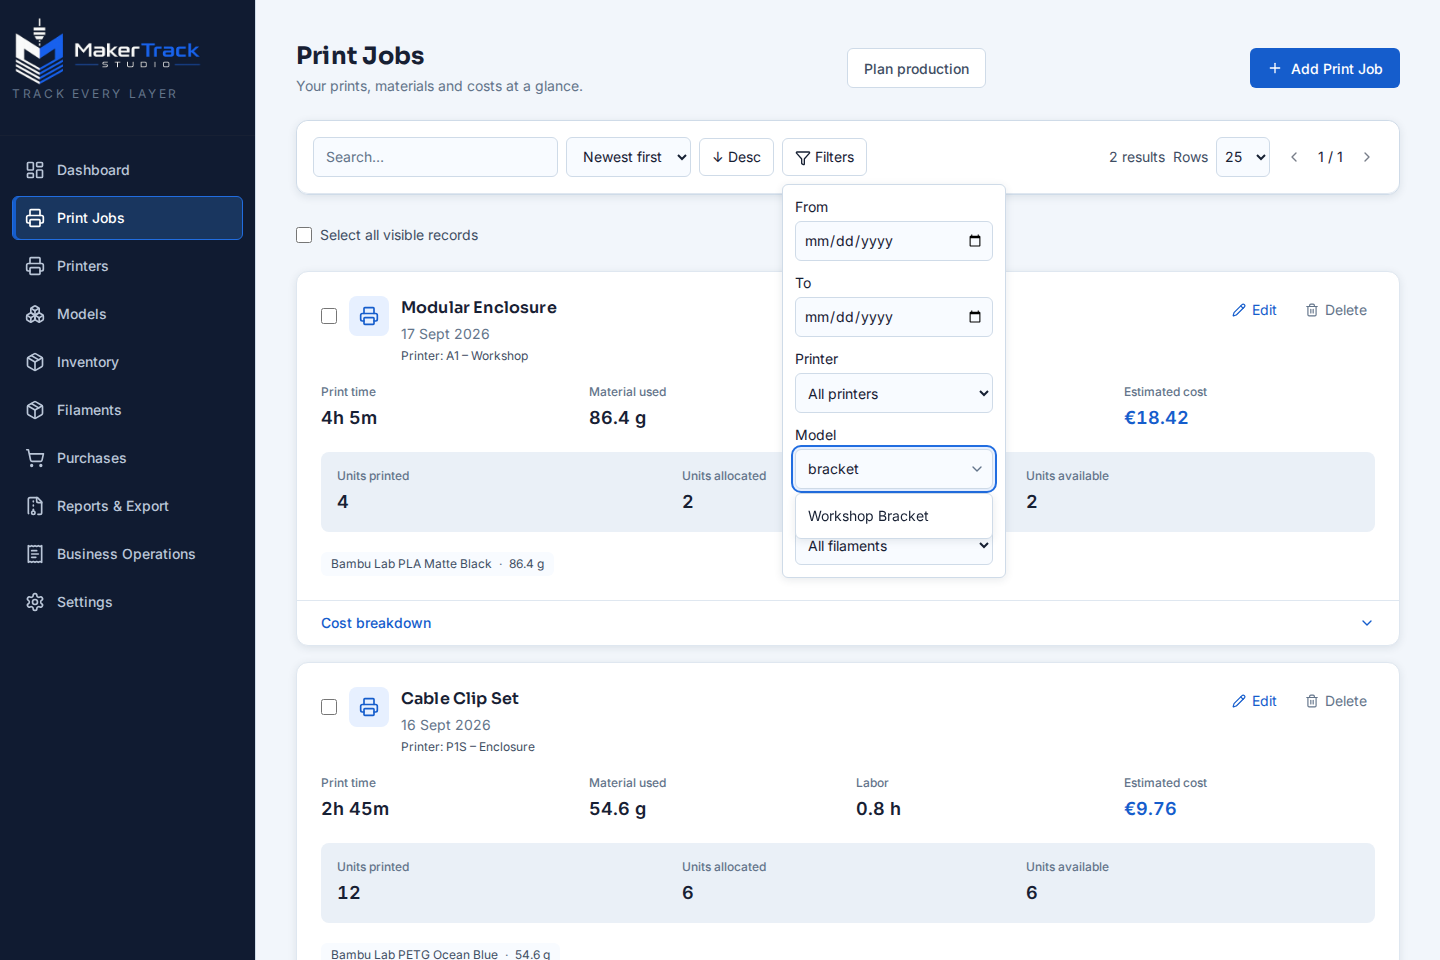 MakerTrack
STUDIO
TRACK EVERY LAYER
Dashboard
Print Jobs
Printers
Models
Inventory
Filaments
Purchases
Reports & Export
Business Operations
Settings
Print Jobs
Your prints, materials and costs at a glance.
Plan production
+ Add Print Job
Search...
Newest first
↓ Desc
Filters
2 results Rows 25
1 / 1
From
mm/dd/yyyy
To
mm/dd/yyyy
Printer
All printers
Model
bracket
Workshop Bracket
All filaments
Select all visible records
Modular Enclosure
17 Sept 2026
Printer: A1 – Workshop
Edit
Delete
Print time
4h 5m
Material used
86.4 g
Estimated cost
€18.42
Units printed
4
Units allocated
2
Units available
2
Bambu Lab PLA Matte Black · 86.4 g
Cost breakdown
Cable Clip Set
16 Sept 2026
Printer: P1S – Enclosure
Edit
Delete
Print time
2h 45m
Material used
54.6 g
Labor
0.8 h
Estimated cost
€9.76
Units printed
12
Units allocated
6
Units available
6
Bambu Lab PETG Ocean Blue · 54.6 g